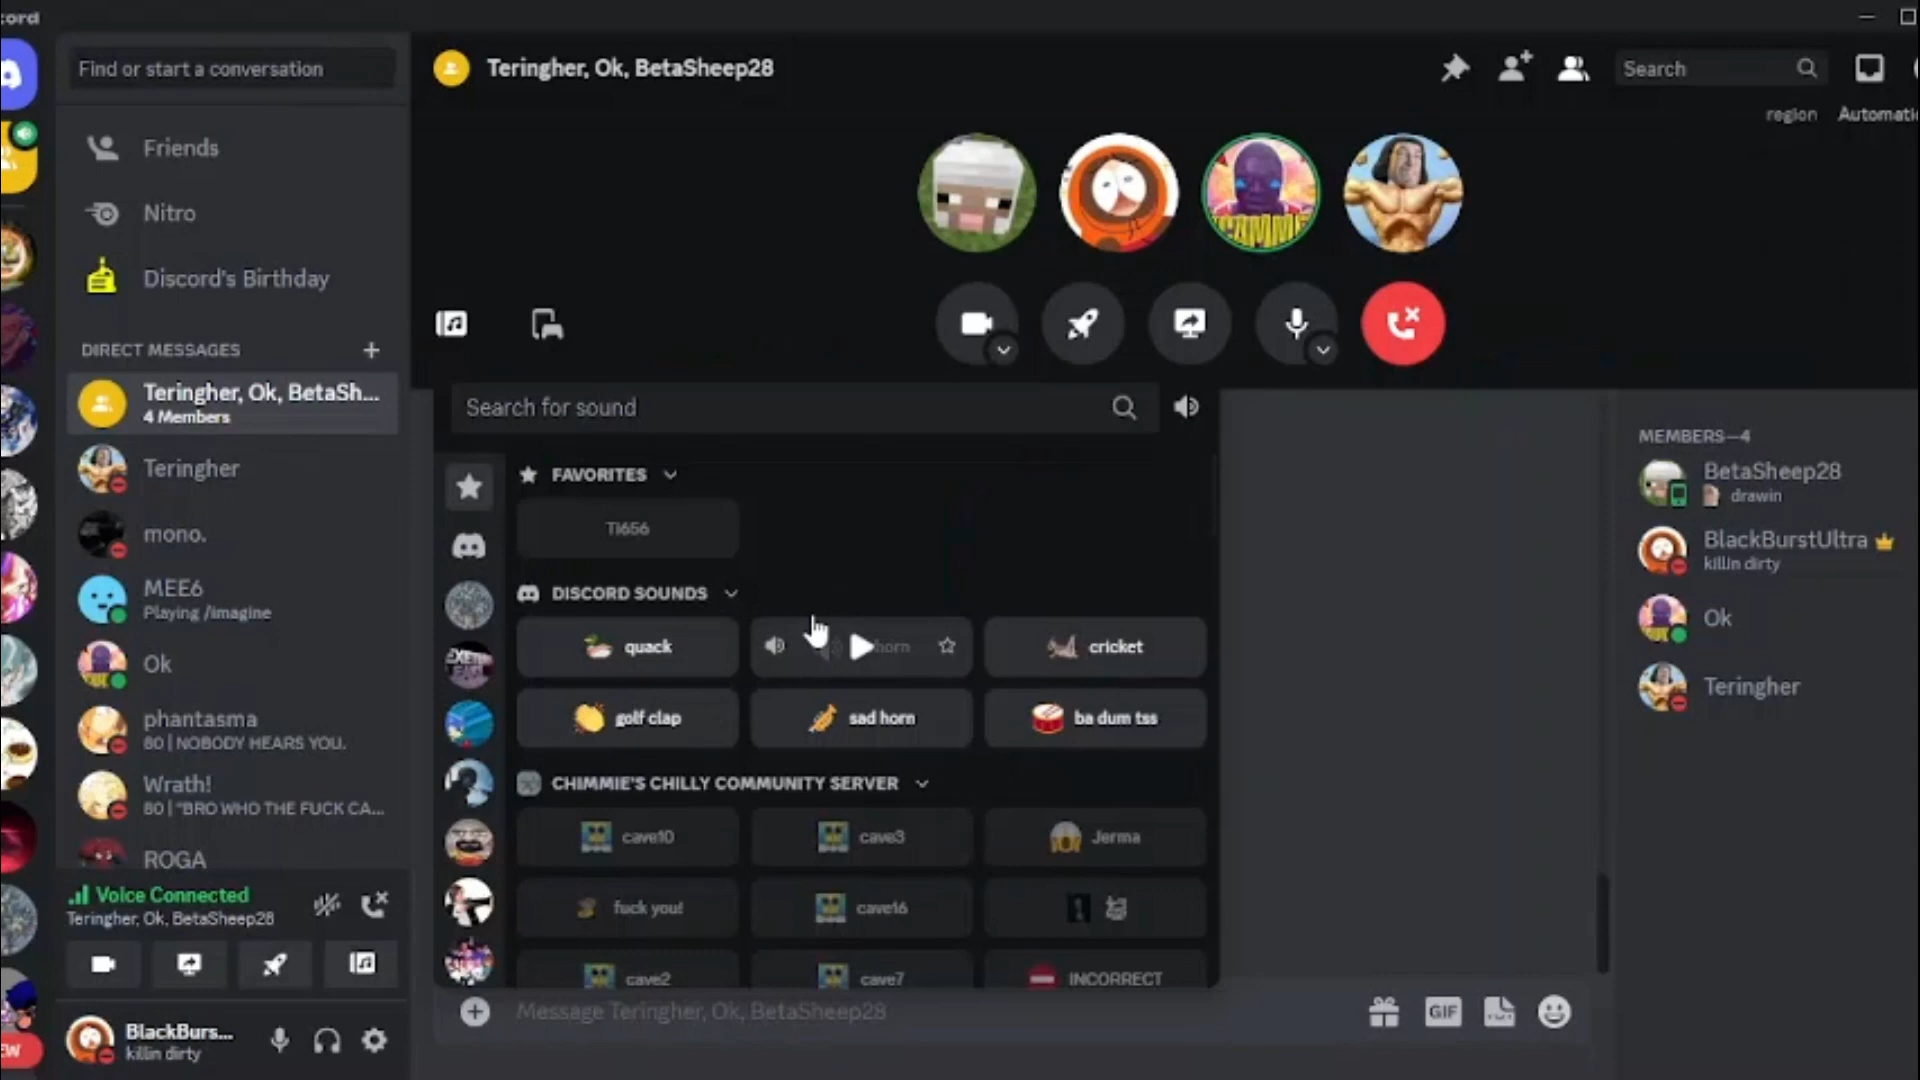 cord
Find or start a conversation
Friends
Nitro
Discord's Birthday
DIRECT MESSAGES
Teringher, Ok, BetaSh...
4 Members
Teringher
mono.
MEE6
Playing /imagine
Ok
phantasma
80 | NOBODY HEARS YOU.
Wrath!
80 | "BRO WHO THE FUCK CA...
ROGA
Voice Connected
Teringher, Ok, BetaSheep28
BlackBurs...
killin dirty
EW
Teringher, Ok, BetaSheep28
Search
region Automati
Search for sound
FAVORITES
TI656
DISCORD SOUNDS
quack
horn
cricket
golf clap
sad horn
ba dum tss
CHIMMIE'S CHILLY COMMUNITY SERVER
cave10
cave3
Jerma
fuck you!
cave16
cave2
cave7
INCORRECT
Message Teringher, Ok, BetaSheep28
GIF
MEMBERS—4
BetaSheep28
drawin
BlackBurstUltra
killin dirty
Ok
Teringher